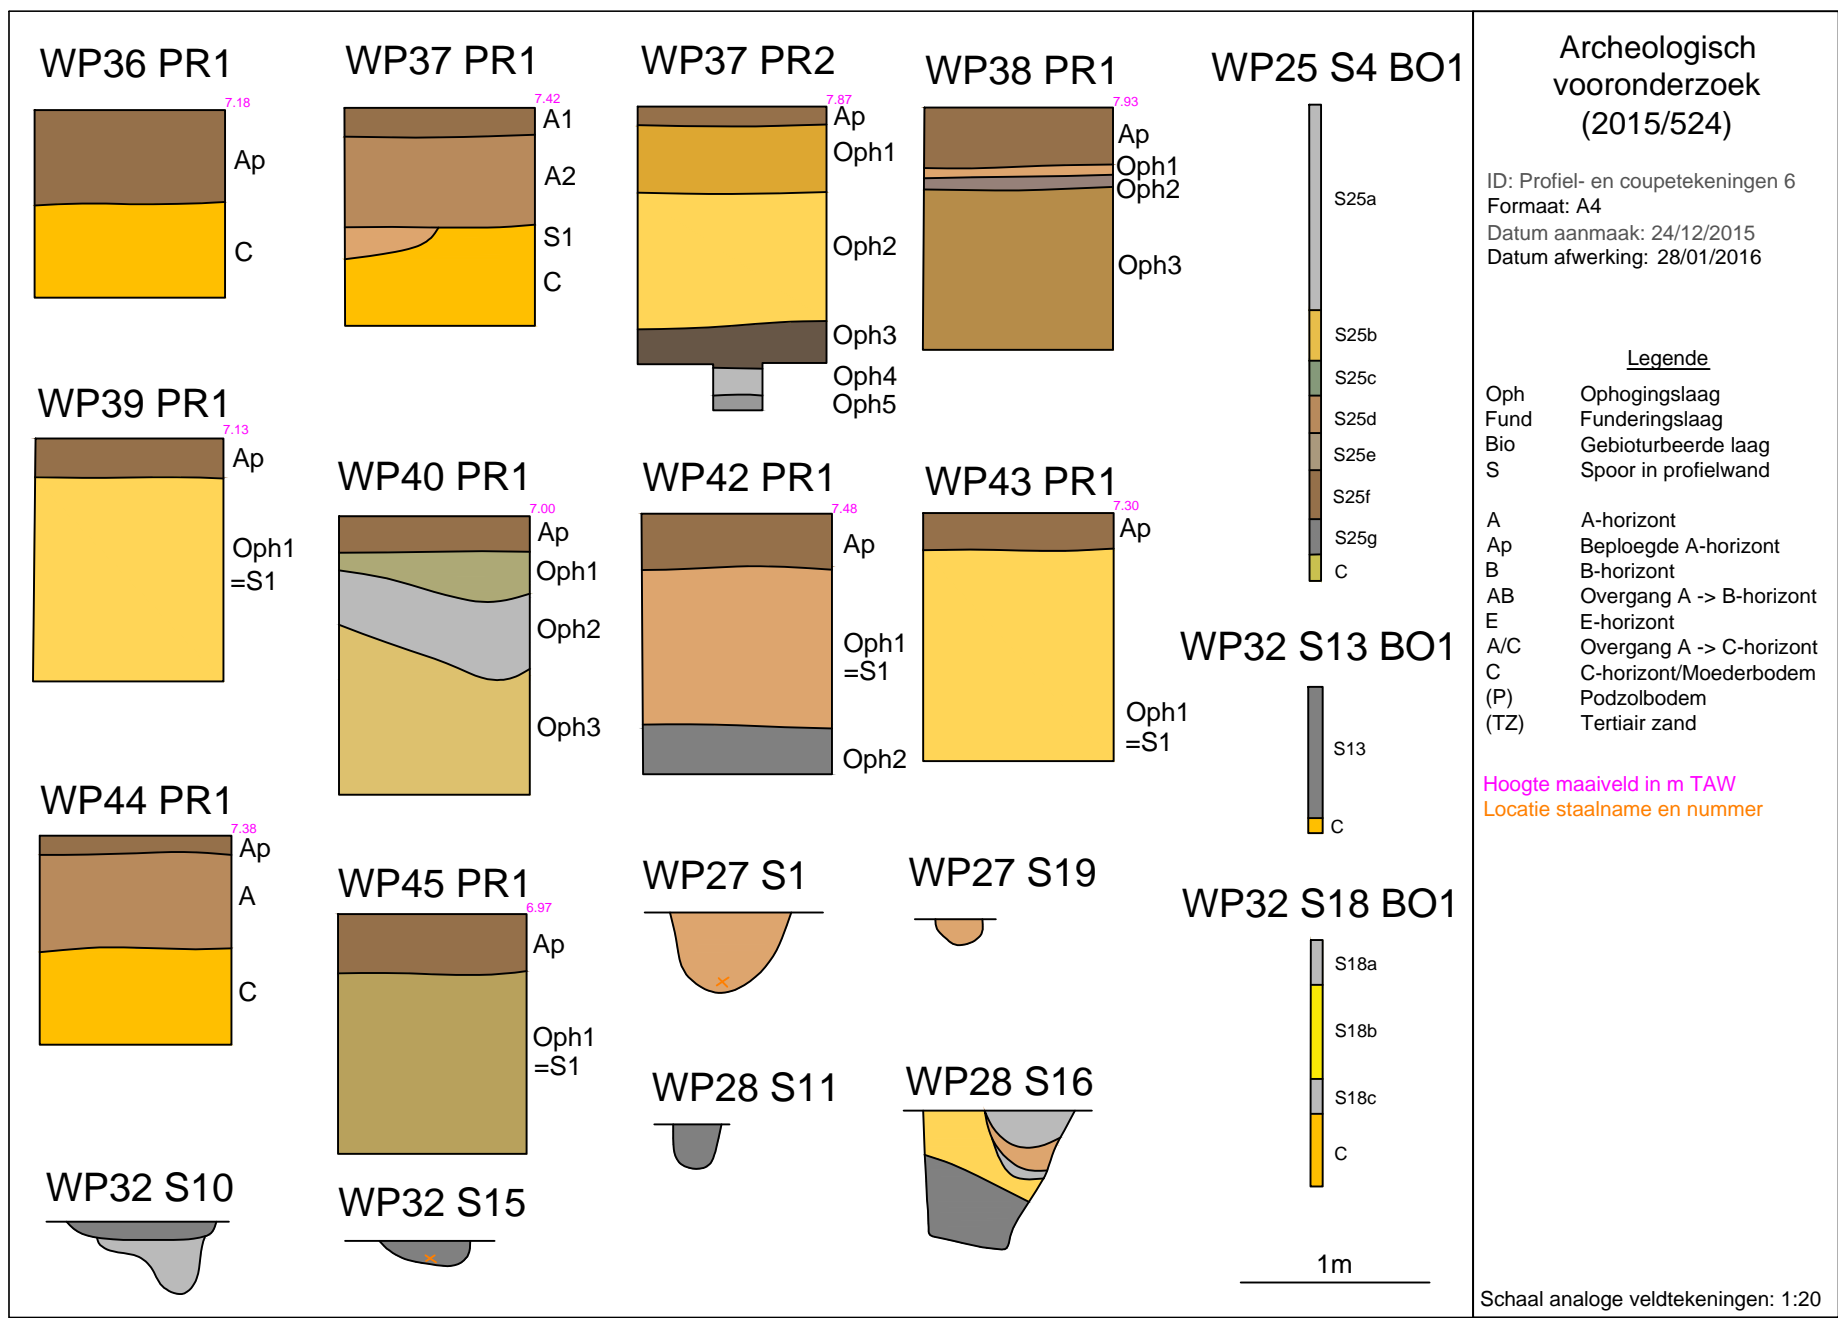 WP36 PR1
7.18
Ap
C
WP37 PR1
7.42
A1
A2
S1
C
WP37 PR2
7.87
Ap
Oph1
Oph2
Oph3
Oph4
Oph5
WP38 PR1
7.93
Ap
Oph1
Oph2
Oph3
WP39 PR1
7.13
Ap
Oph1
=S1
WP40 PR1
7.00
Ap
Oph1
Oph2
Oph3
WP42 PR1
7.48
Ap
Oph1
=S1
Oph2
WP43 PR1
7.30
Ap
Oph1
=S1
WP44 PR1
7.38
Ap
A
C
WP45 PR1
6.97
Ap
Oph1
=S1
WP27 S1
WP27 S19
WP28 S11
WP28 S16
WP32 S10
WP32 S15
WP25 S4 BO1
S25a
S25b
S25c
S25d
S25e
S25f
S25g
C
WP32 S13 BO1
S13
C
WP32 S18 BO1
S18a
S18b
S18c
C
1m
Archeologisch
vooronderzoek
(2015/524)
ID: Profiel- en coupetekeningen 6
Formaat: A4
Datum aanmaak: 24/12/2015
Datum afwerking: 28/01/2016
Legende
Oph Ophogingslaag
Fund Funderingslaag
Bio Gebioturbeerde laag
S Spoor in profielwand
A A-horizont
Ap Beploegde A-horizont
B B-horizont
AB Overgang A -> B-horizont
E E-horizont
A/C Overgang A -> C-horizont
C C-horizont/Moederbodem
(P) Podzolbodem
(TZ) Tertiair zand
Hoogte maaiveld in m TAW
Locatie staalname en nummer
Schaal analoge veldtekeningen: 1:20